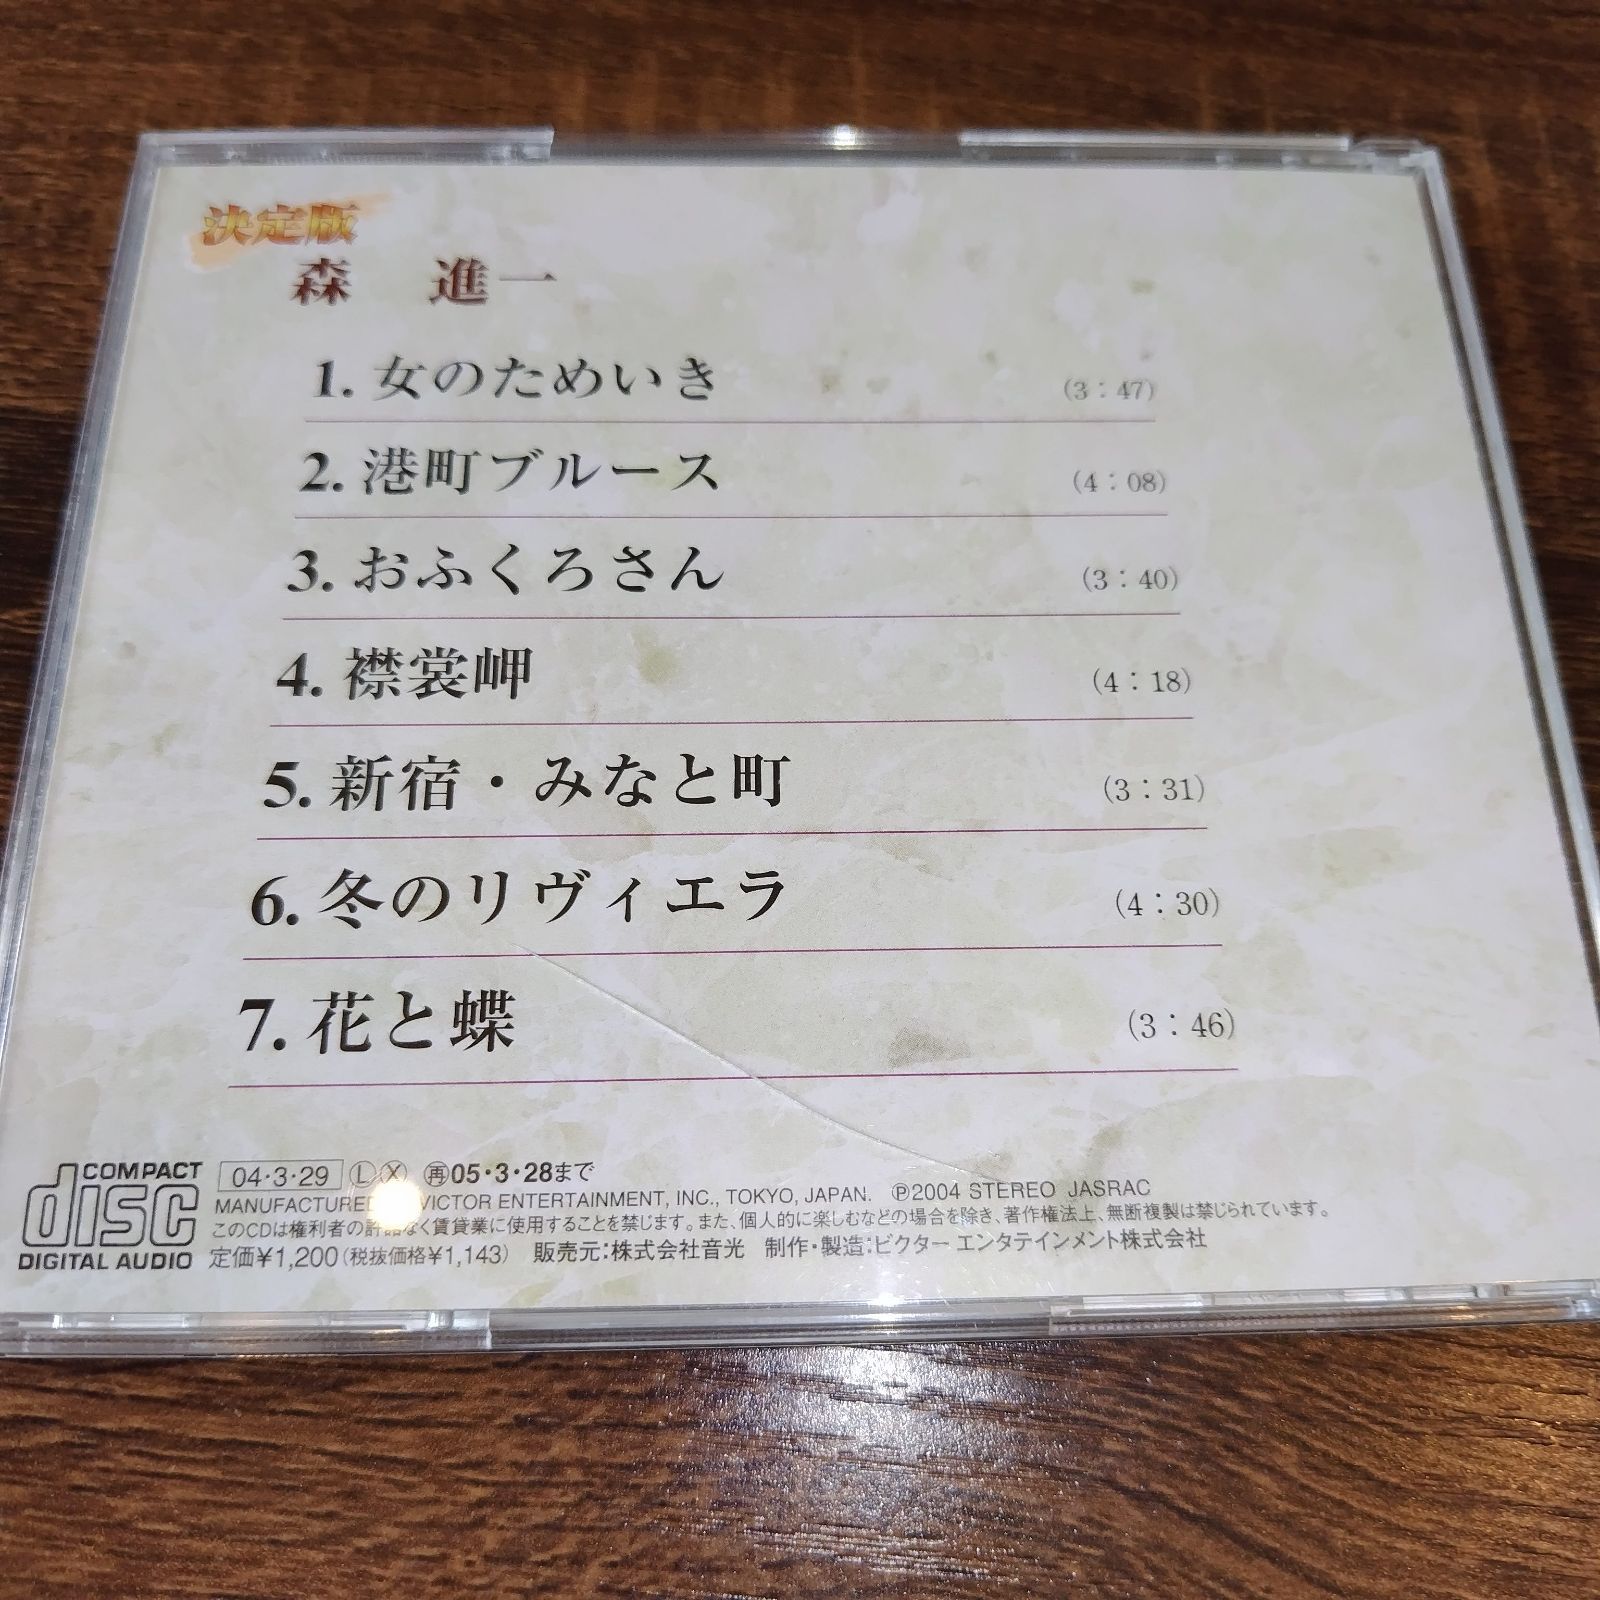 決定版
森 進一
1. 女のためいき (3:47)
2. 港町ブルース (4:08)
3. おふくろさん (3:40)
4. 襟裳岬 (4:18)
5. 新宿・みなと町 (3:31)
6. 冬のリヴィエラ (4:30)
7. 花と蝶 (3:46)
COMPACT
disc
DIGITAL AUDIO
04・3・29 Ⓛ Ⓧ 再05・3・28まで
MANUFACTURED VICTOR ENTERTAINMENT, INC., TOKYO, JAPAN. Ⓟ2004 STEREO JASRAC
このCDは権利者の許諾なく賃貸業に使用することを禁じます。また、個人的に楽しむなどの場合を除き、著作権法上、無断複製は禁じられています。
定価¥1,200(税抜価格¥1,143) 販売元:株式会社音光 制作・製造:ビクター エンタテインメント株式会社